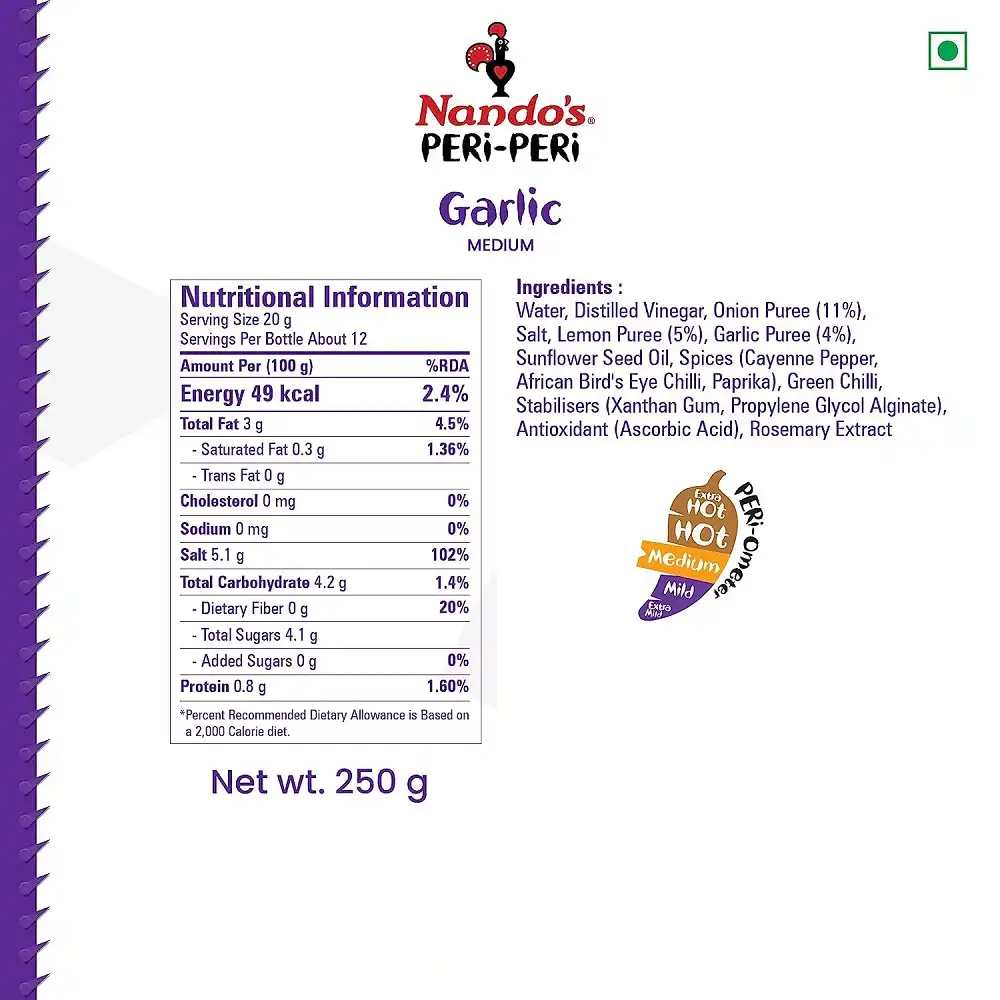 Nando's®
PERi-PERi
Garlic
MEDIUM
Nutritional Information
Serving Size 20 g
Servings Per Bottle About 12
Amount Per (100 g) %RDA
Energy 49 kcal 2.4%
Total Fat 3 g 4.5%
- Saturated Fat 0.3 g 1.36%
- Trans Fat 0 g
Cholesterol 0 mg 0%
Sodium 0 mg 0%
Salt 5.1 g 102%
Total Carbohydrate 4.2 g 1.4%
- Dietary Fiber 0 g 20%
- Total Sugars 4.1 g
- Added Sugars 0 g 0%
Protein 0.8 g 1.60%
*Percent Recommended Dietary Allowance is Based on
a 2,000 Calorie diet.
Net wt. 250 g
Ingredients :
Water, Distilled Vinegar, Onion Puree (11%),
Salt, Lemon Puree (5%), Garlic Puree (4%),
Sunflower Seed Oil, Spices (Cayenne Pepper,
African Bird's Eye Chilli, Paprika), Green Chilli,
Stabilisers (Xanthan Gum, Propylene Glycol Alginate),
Antioxidant (Ascorbic Acid), Rosemary Extract
Extra
HOt
HOt
Medium
Mild
Extra
Mild
PERi-Ometer